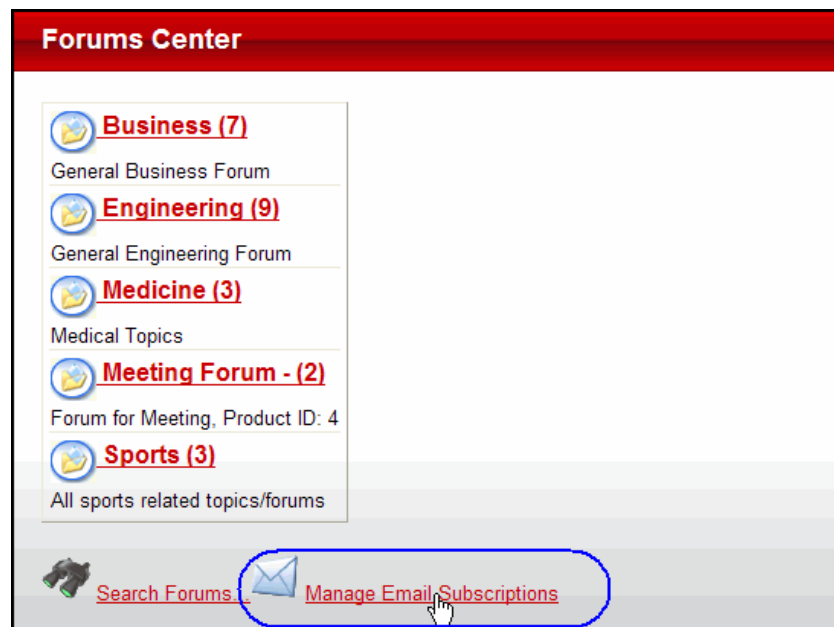 Forums Center
Business (7)
General Business Forum
Engineering (9)
General Engineering Forum
Medicine (3)
Medical Topics
Meeting Forum - (2)
Forum for Meeting, Product ID: 4
Sports (3)
All sports related topics/forums
Search Forums... Manage Email Subscriptions